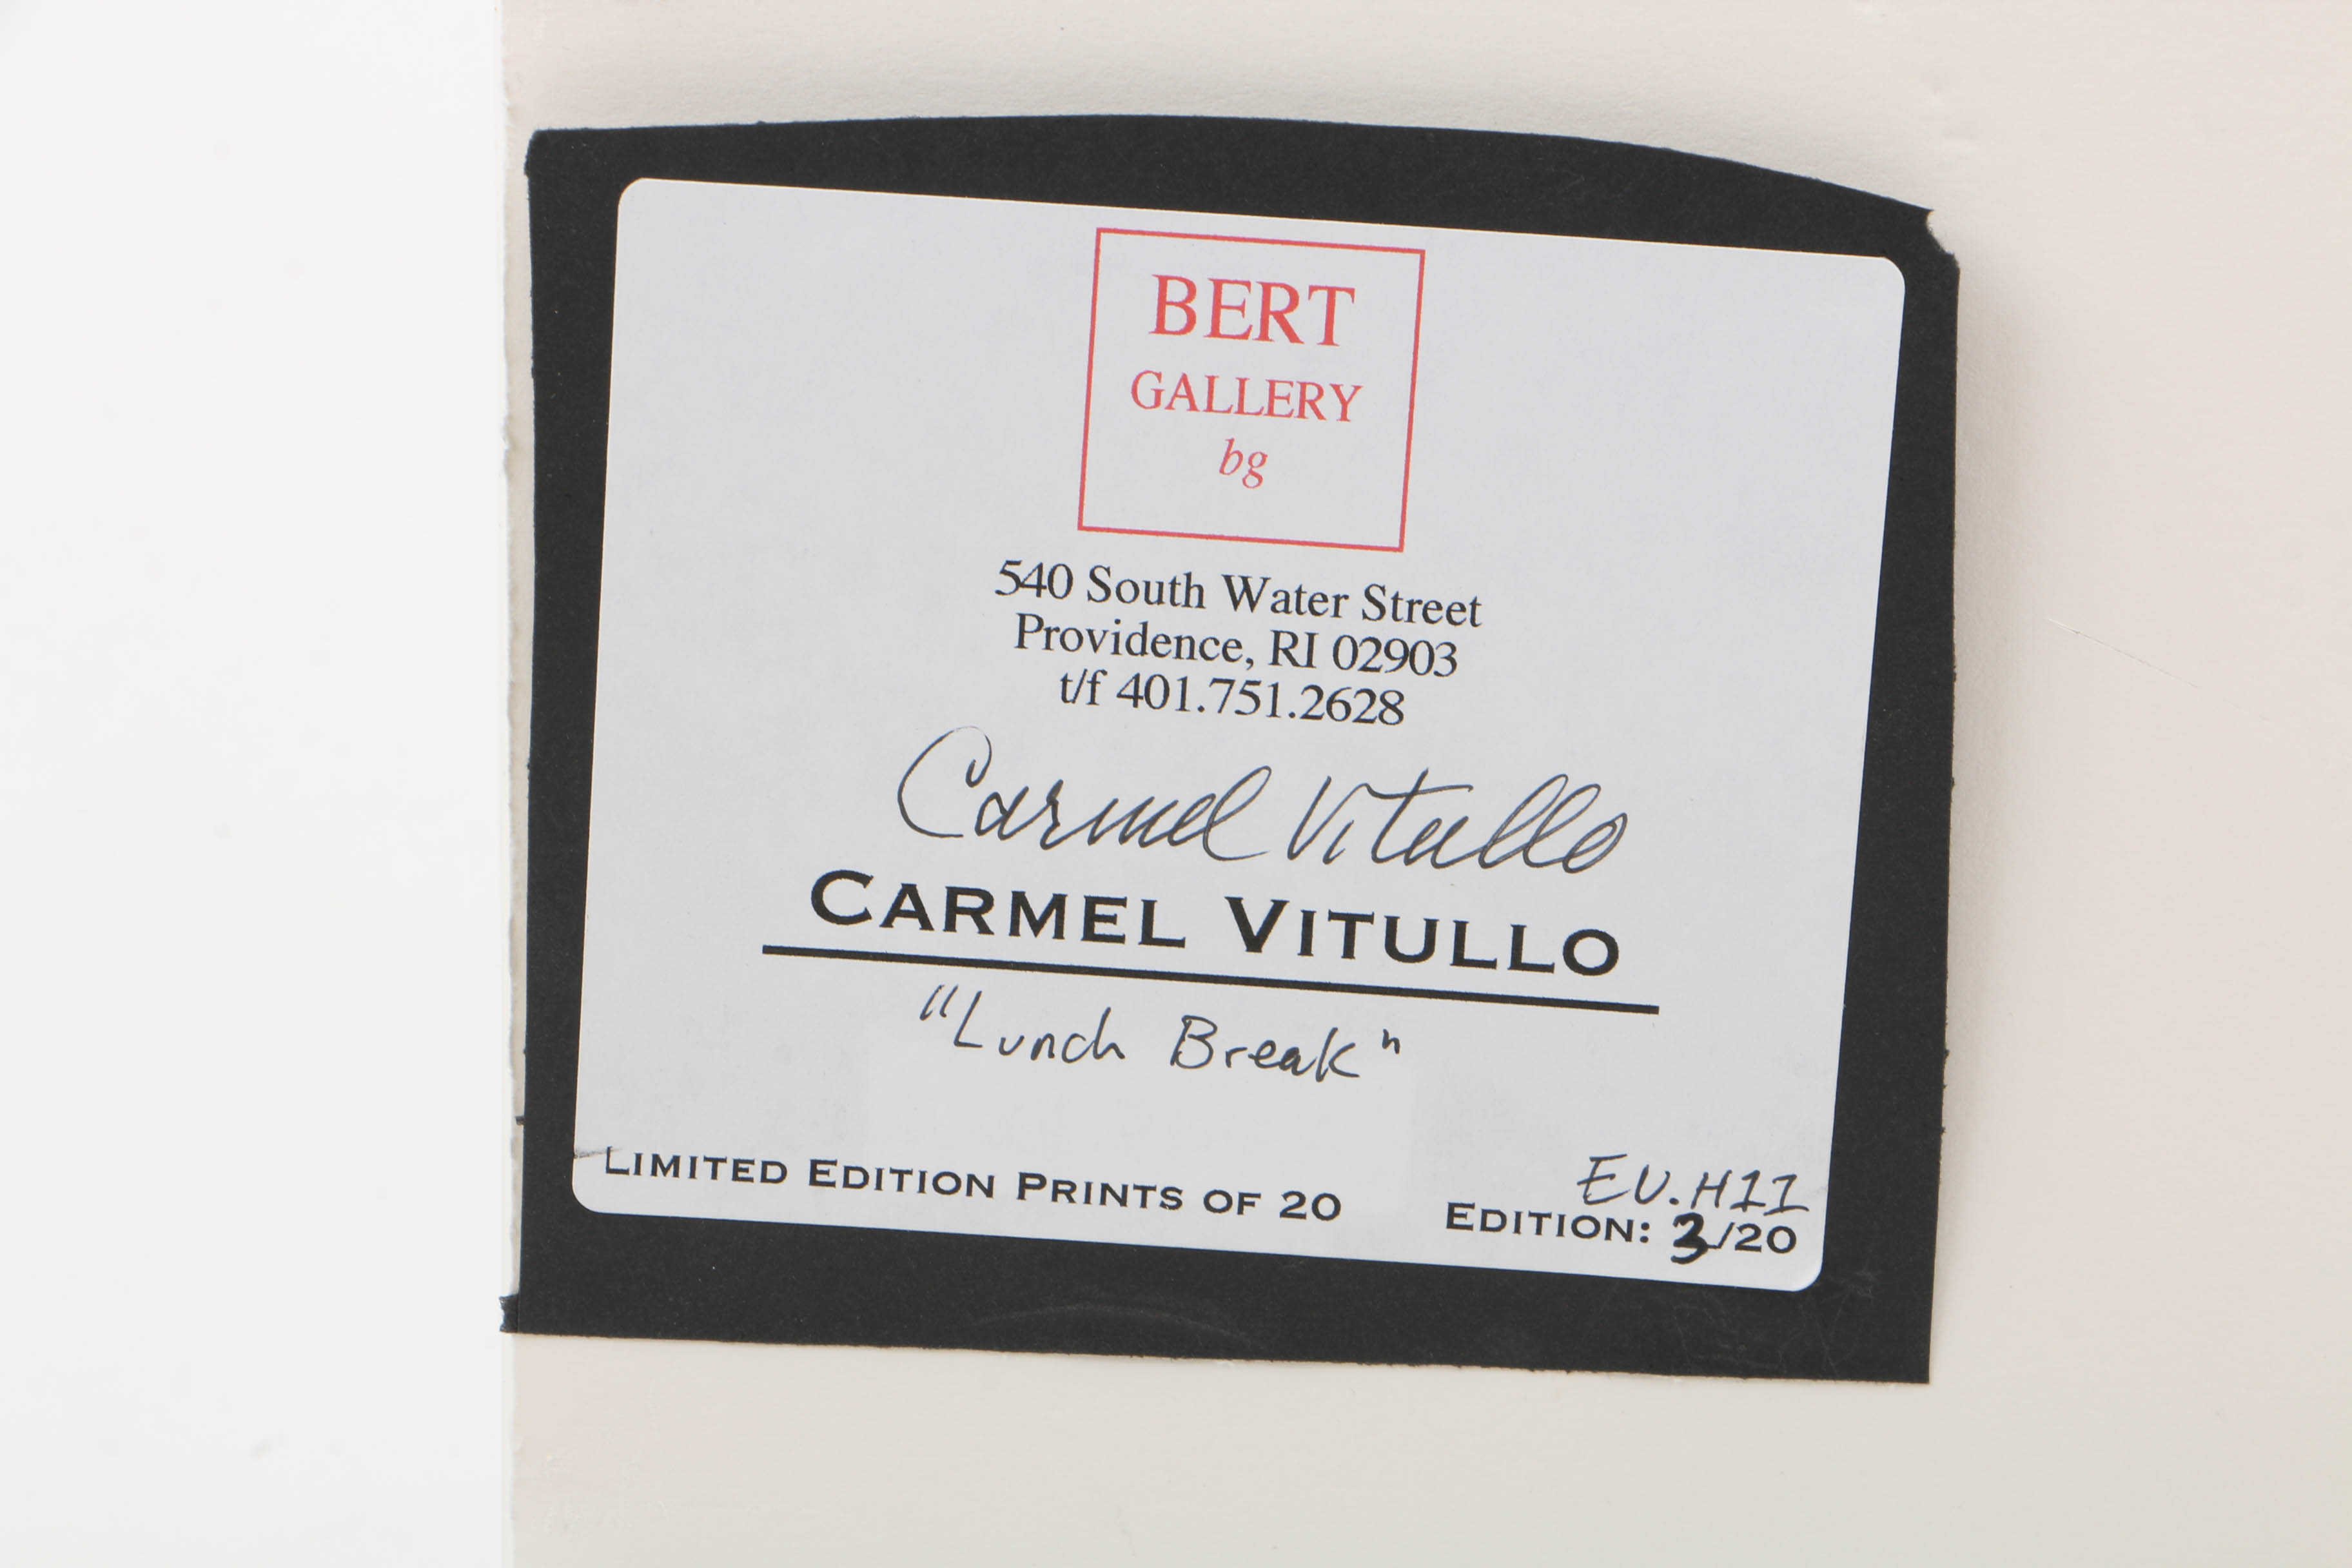 BERT
GALLERY
bg
540 South Water Street
Providence, RI 02903
t/f 401.751.2628
Carmel Vitullo
CARMEL VITULLO
"Lunch Break"
EV.H11
LIMITED EDITION PRINTS OF 20 EDITION: 3/20